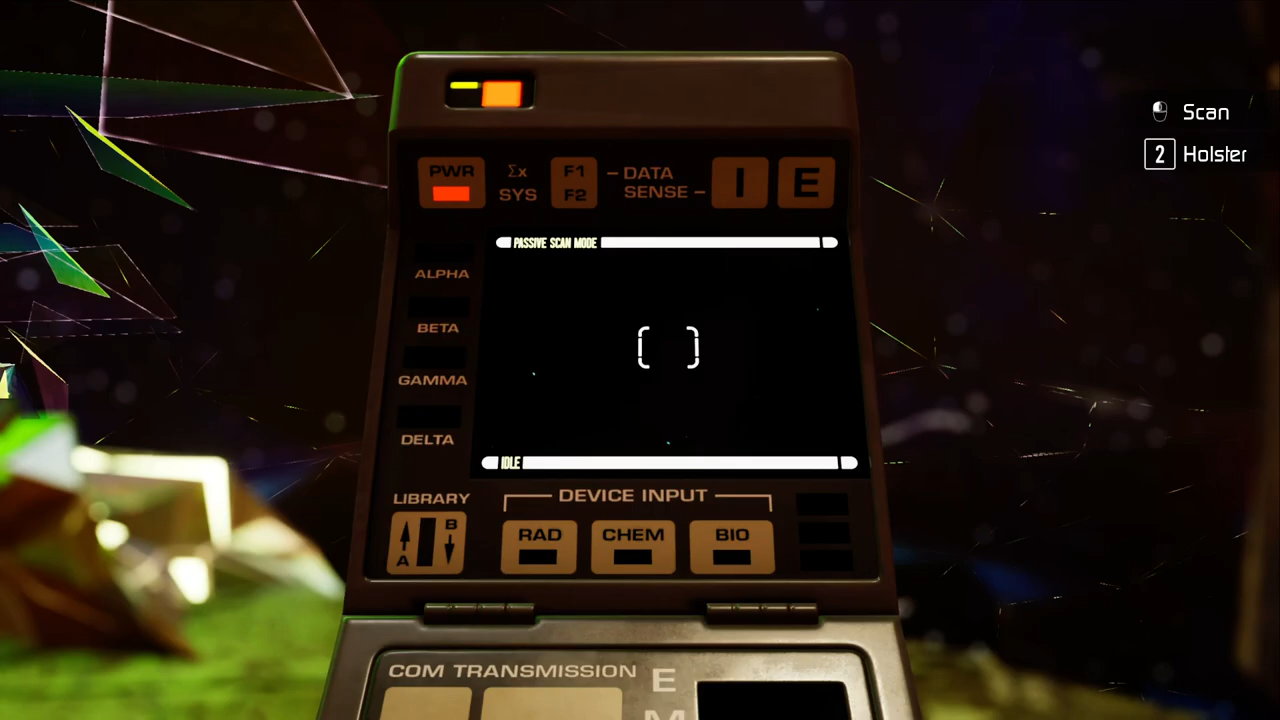 Scan
2 Holster
PWR
Σx
SYS
F1
F2
– DATA
SENSE –
I
E
PASSIVE SCAN MODE
ALPHA
BETA
GAMMA
DELTA
IDLE
LIBRARY
A
B
DEVICE INPUT
RAD
CHEM
BIO
COM TRANSMISSION
E
M